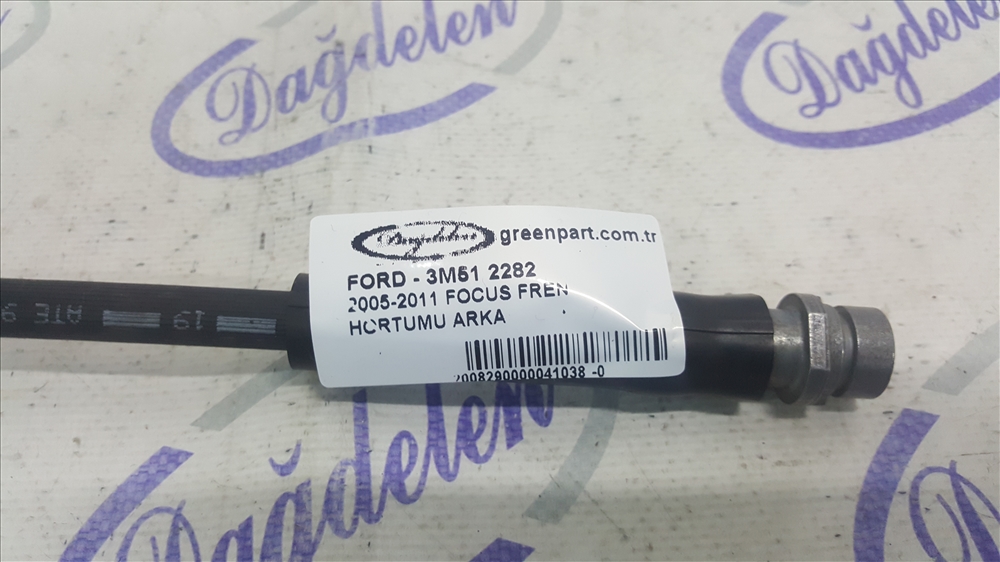 Dağdelen
Dağdelen
greenpart.com.tr
FORD - 3M51 2282
2005-2011 FOCUS FREN
HORTUMU ARKA
2008290000041038 -0
ATE
19
Dağdelen
Dağdelen